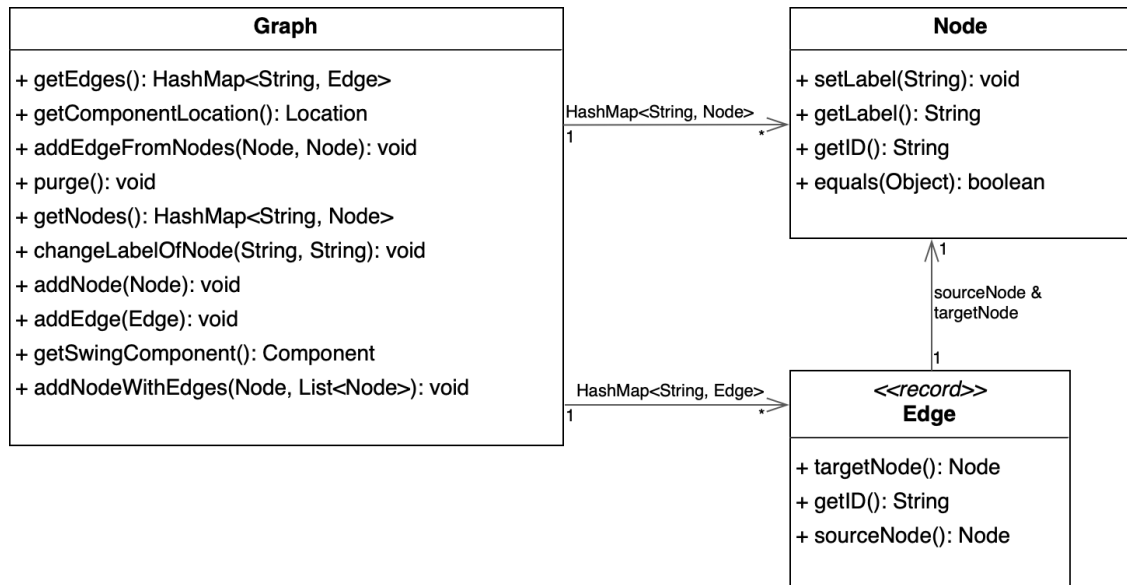 Graph
+ getEdges(): HashMap<String, Edge>
+ getComponentLocation(): Location
+ addEdgeFromNodes(Node, Node): void
+ purge(): void
+ getNodes(): HashMap<String, Node>
+ changeLabelOfNode(String, String): void
+ addNode(Node): void
+ addEdge(Edge): void
+ getSwingComponent(): Component
+ addNodeWithEdges(Node, List<Node>): void
HashMap<String, Node>
1
*
Node
+ setLabel(String): void
+ getLabel(): String
+ getID(): String
+ equals(Object): boolean
1
sourceNode &
targetNode
1
HashMap<String, Edge>
1
*
<<record>>
Edge
+ targetNode(): Node
+ getID(): String
+ sourceNode(): Node